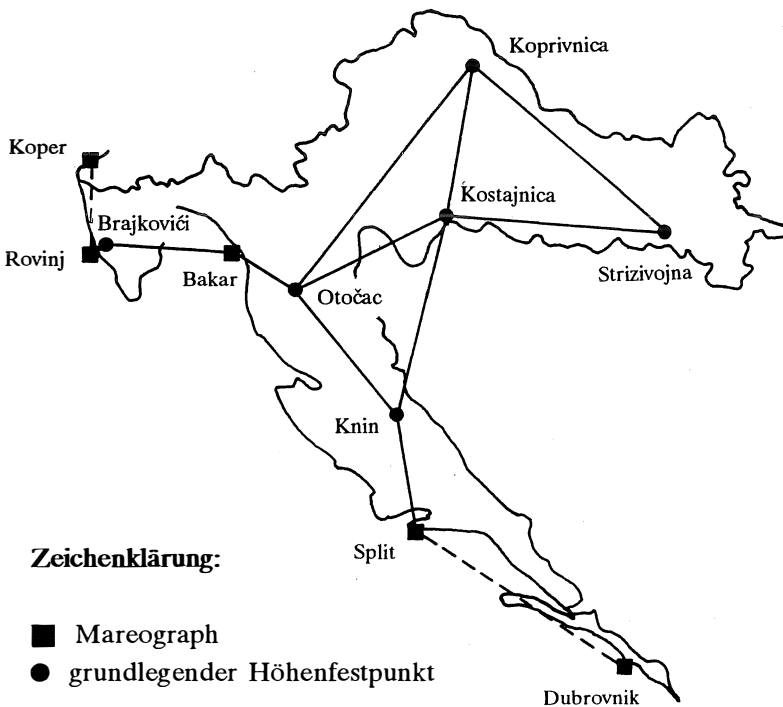 Koprivnica
Koper
Kostajnica
Brajkovići
Rovinj
Bakar
Otočac
Strizivojna
Knin
Split
Zeichenklärung:
Mareograph
grundlegender Höhenfestpunkt
Dubrovnik